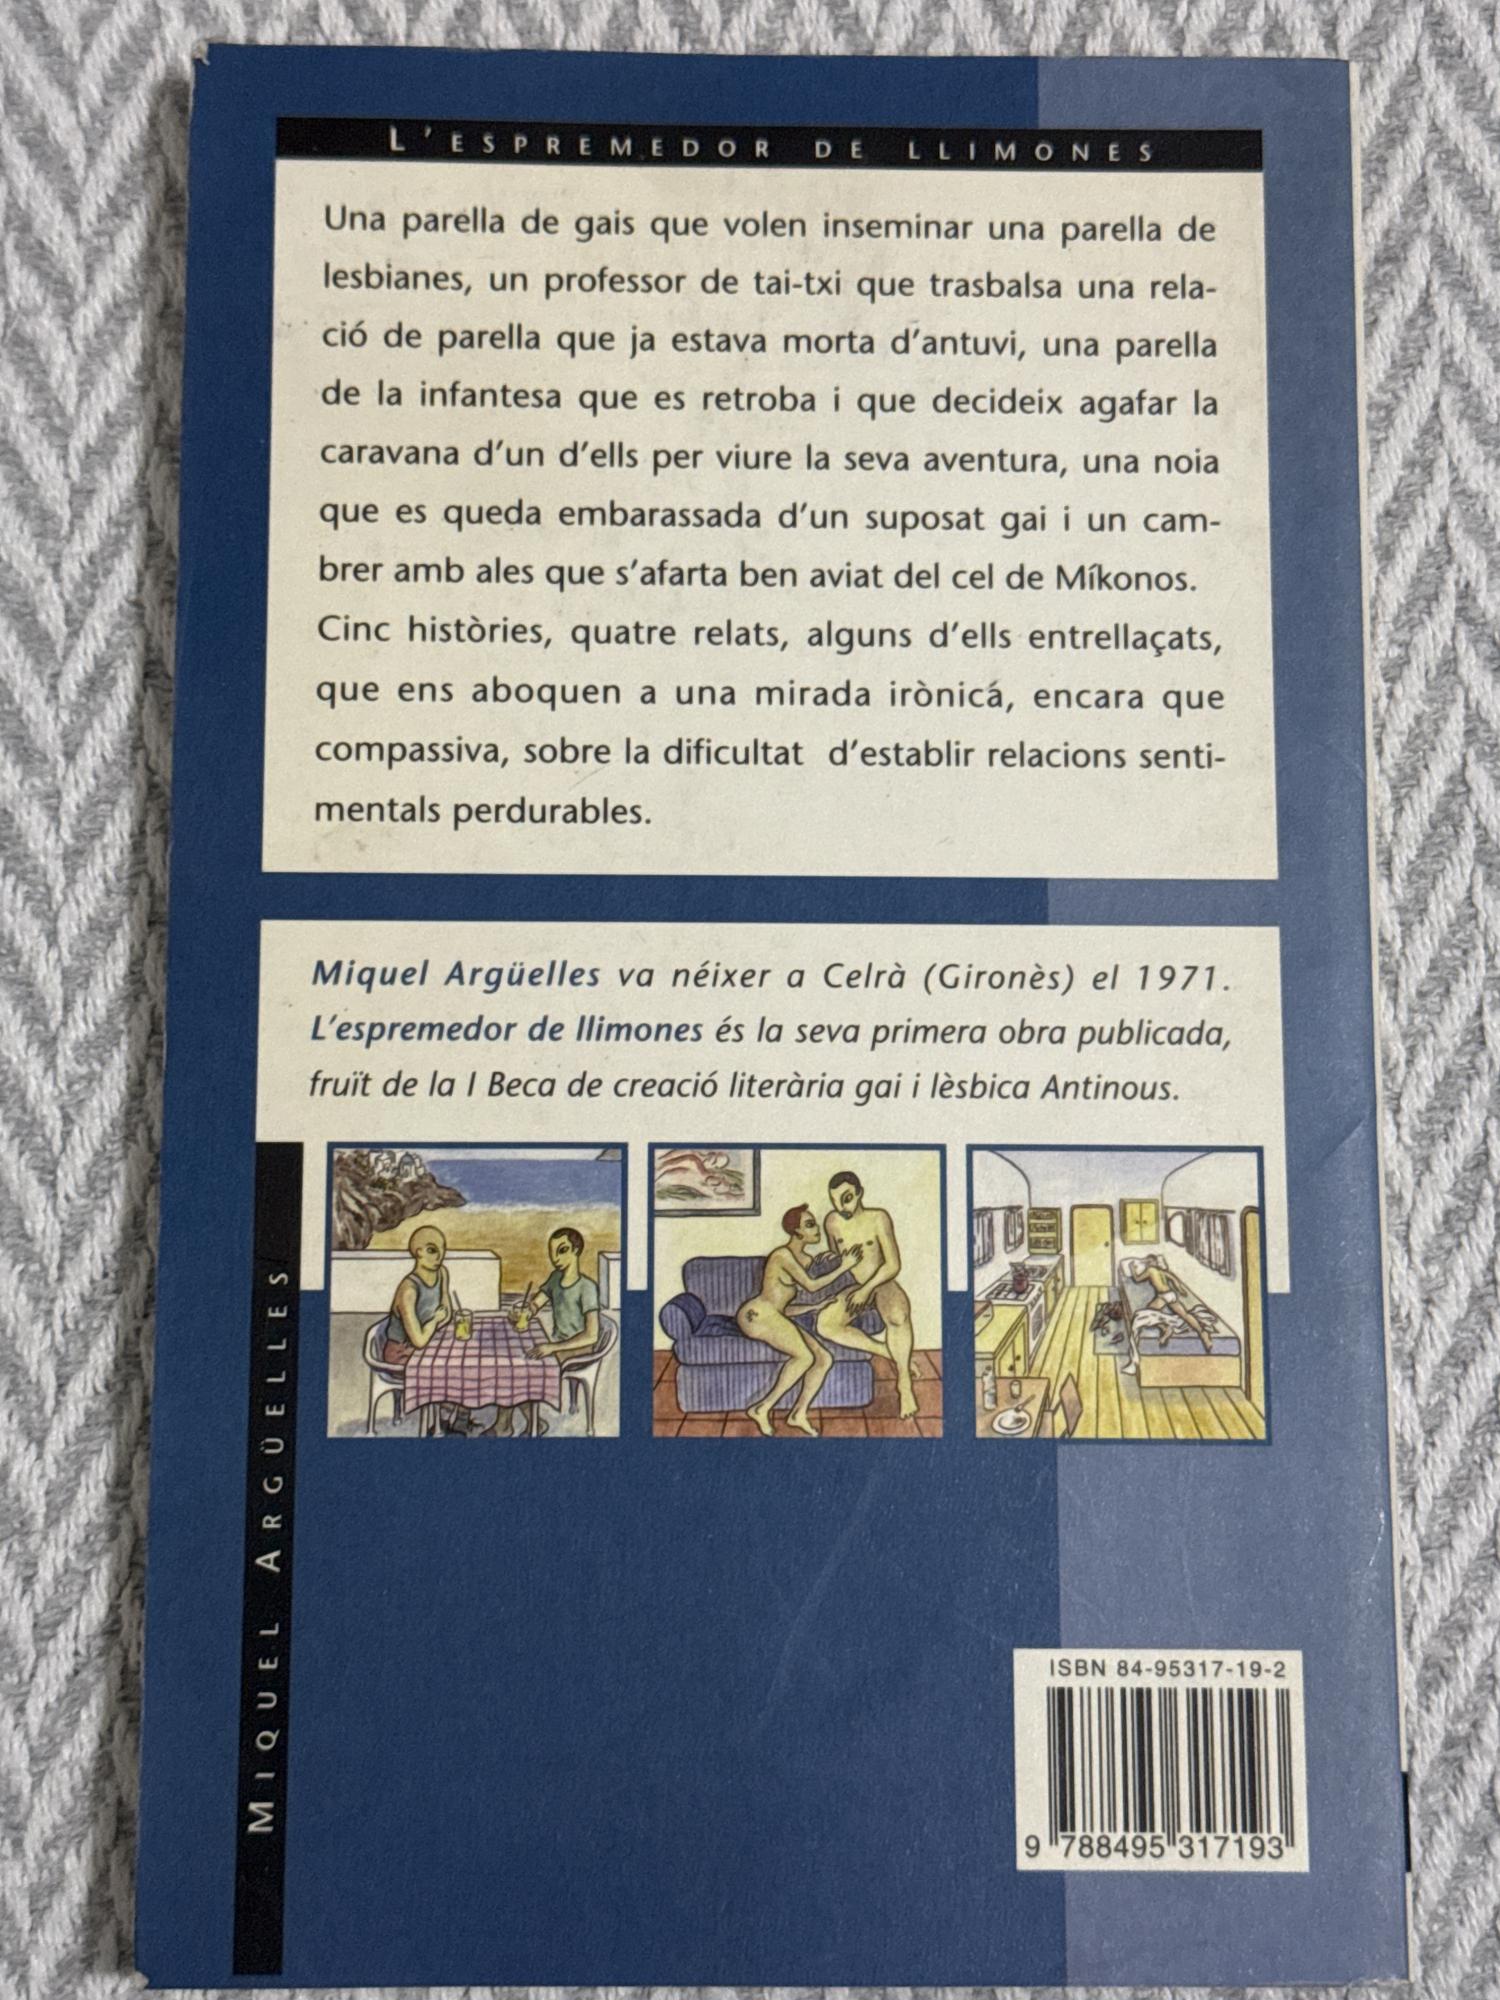 L'ESPREMEDOR DE LLIMONES
Una parella de gais que volen inseminar una parella de
lesbianes, un professor de tai-txi que trasbalsa una rela-
ció de parella que ja estava morta d'antuvi, una parella
de la infantesa que es retroba i que decideix agafar la
caravana d'un d'ells per viure la seva aventura, una noia
que es queda embarassada d'un suposat gai i un cam-
brer amb ales que s'afarta ben aviat del cel de Míkonos.
Cinc històries, quatre relats, alguns d'ells entrellaçats,
que ens aboquen a una mirada irònicá, encara que
compassiva, sobre la dificultat d'establir relacions senti-
mentals perdurables.
Miquel Argüelles va néixer a Celrà (Gironès) el 1971.
L'espremedor de llimones és la seva primera obra publicada,
fruït de la I Beca de creació literària gai i lèsbica Antinous.
MIQUEL ARGÜELLES
ISBN 84-95317-19-2
9 788495 317193